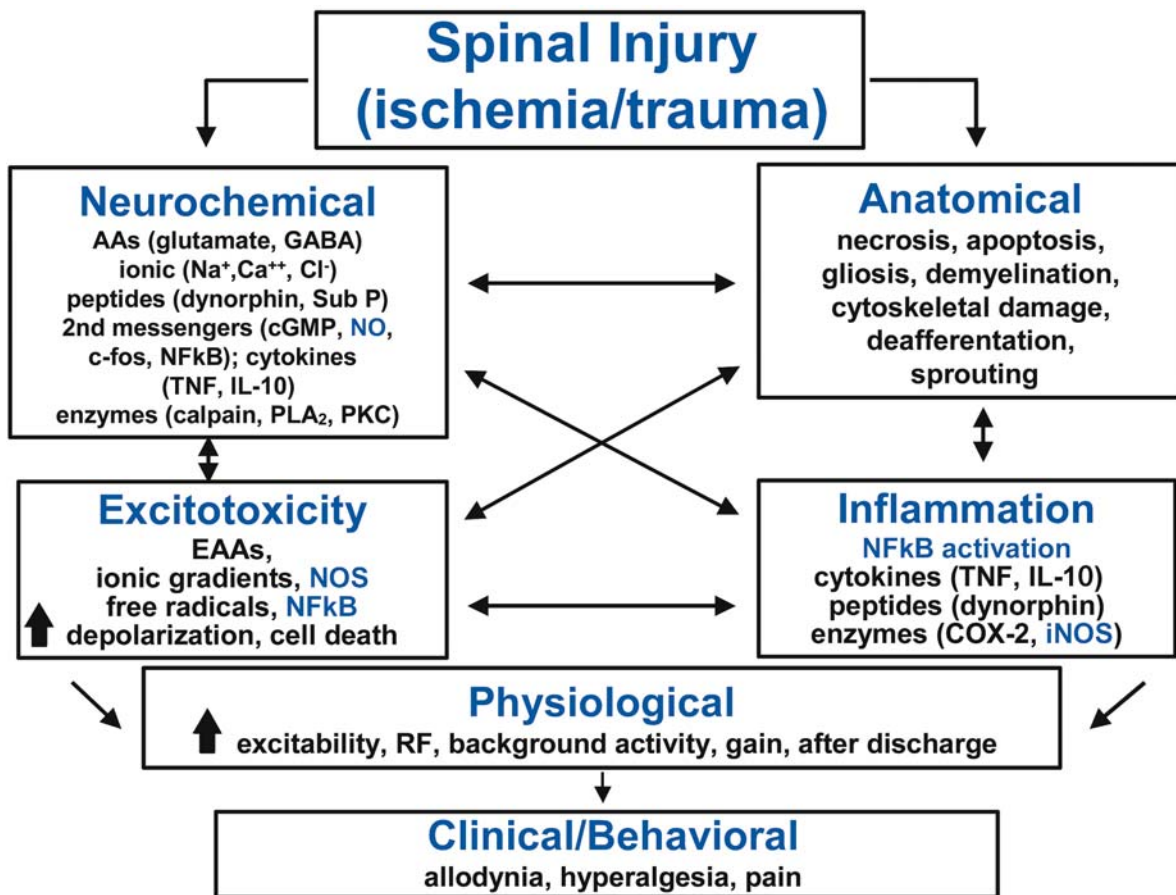 Spinal Injury
(ischemia/trauma)
Neurochemical
AAs (glutamate, GABA)
ionic (Na⁺,Ca⁺⁺, Cl⁻)
peptides (dynorphin, Sub P)
2nd messengers (cGMP, NO,
c-fos, NFkB); cytokines
(TNF, IL-10)
enzymes (calpain, PLA₂, PKC)
Anatomical
necrosis, apoptosis,
gliosis, demyelination,
cytoskeletal damage,
deafferentation,
sprouting
Excitotoxicity
EAAs,
ionic gradients, NOS
free radicals, NFkB
depolarization, cell death
Inflammation
NFkB activation
cytokines (TNF, IL-10)
peptides (dynorphin)
enzymes (COX-2, iNOS)
Physiological
excitability, RF, background activity, gain, after discharge
Clinical/Behavioral
allodynia, hyperalgesia, pain